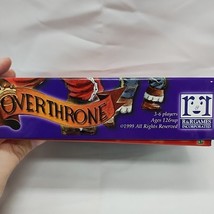 OVERTHRONE
3-6 players
Ages 12&up
©1999 All Rights Reserved
R&R GAMES
INCORPORATED